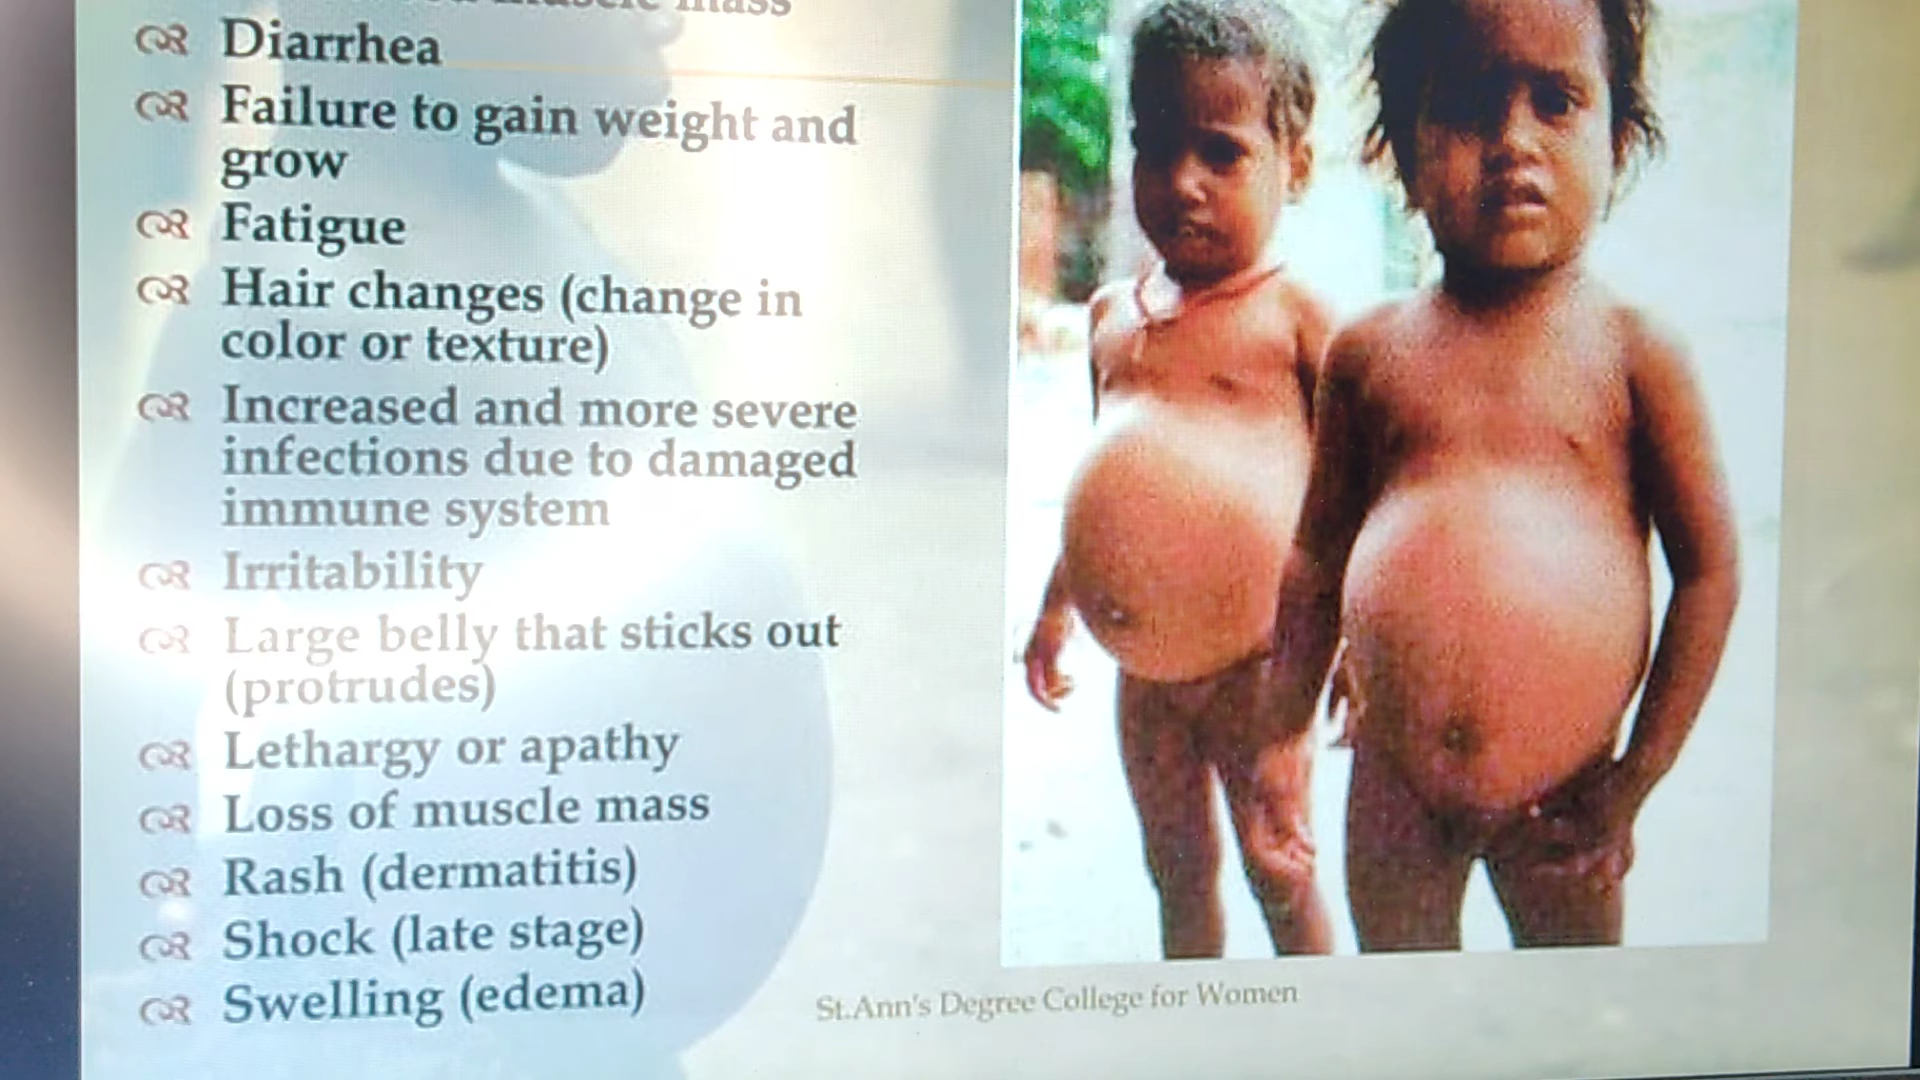 muscle mass
Diarrhea
Failure to gain weight and
grow
Fatigue
Hair changes (change in
color or texture)
Increased and more severe
infections due to damaged
immune system
Irritability
Large belly that sticks out
(protrudes)
Lethargy or apathy
Loss of muscle mass
Rash (dermatitis)
Shock (late stage)
Swelling (edema)
St.Ann's Degree College for Women